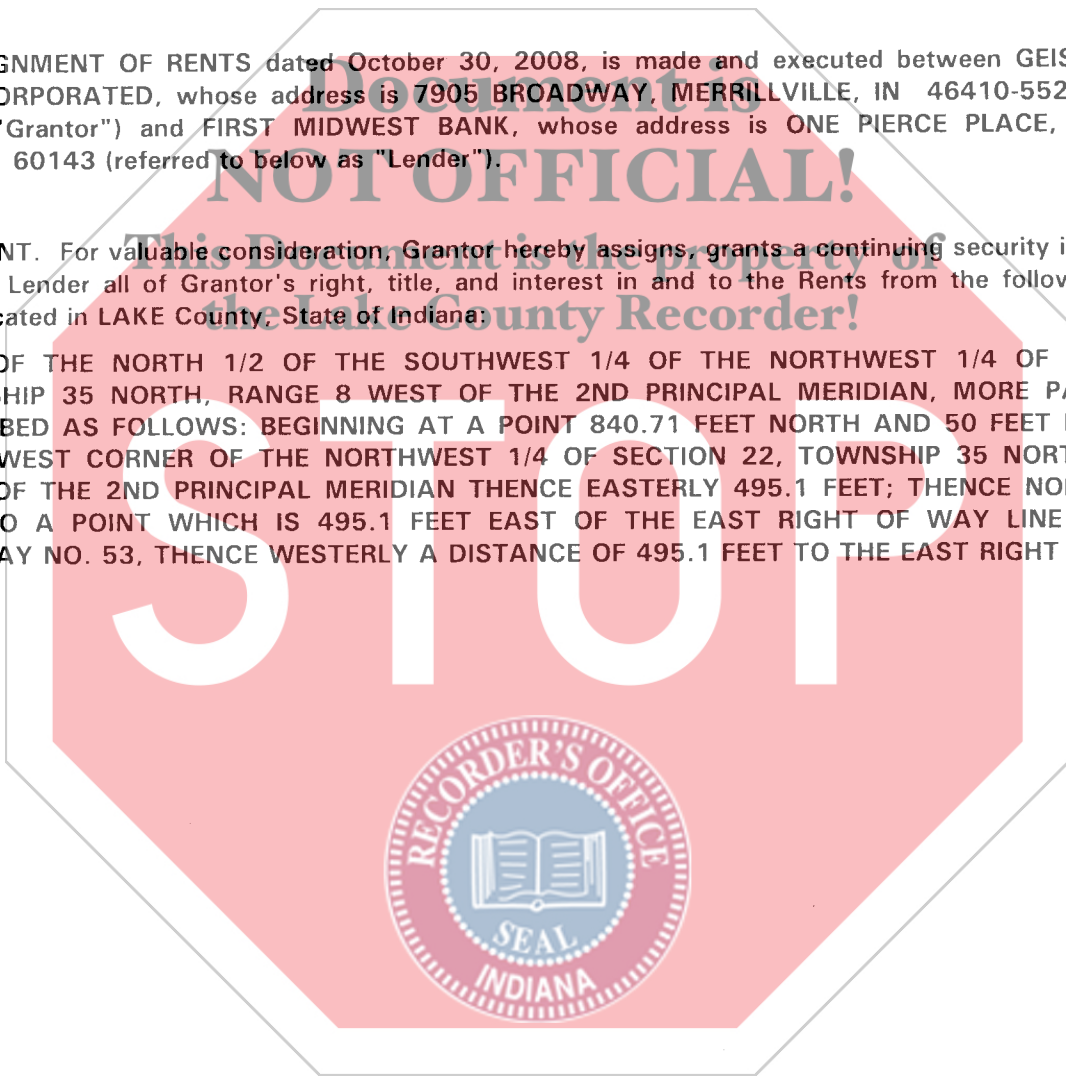 GNMENT OF RENTS dated October 30, 2008, is made and executed between GEIS
ORPORATED, whose address is 7905 BROADWAY, MERRILLVILLE, IN 46410-552
"Grantor") and FIRST MIDWEST BANK, whose address is ONE PIERCE PLACE,
60143 (referred to below as "Lender").
Document is
NOT OFFICIAL!
This Document is the property of
the Lake County Recorder!
NT. For valuable consideration, Grantor hereby assigns, grants a continuing security i
Lender all of Grantor's right, title, and interest in and to the Rents from the follow
cated in LAKE County, State of Indiana:
OF THE NORTH 1/2 OF THE SOUTHWEST 1/4 OF THE NORTHWEST 1/4 OF
HIP 35 NORTH, RANGE 8 WEST OF THE 2ND PRINCIPAL MERIDIAN, MORE PA
BED AS FOLLOWS: BEGINNING AT A POINT 840.71 FEET NORTH AND 50 FEET
WEST CORNER OF THE NORTHWEST 1/4 OF SECTION 22, TOWNSHIP 35 NORT
OF THE 2ND PRINCIPAL MERIDIAN THENCE EASTERLY 495.1 FEET; THENCE NO
O A POINT WHICH IS 495.1 FEET EAST OF THE EAST RIGHT OF WAY LINE
AY NO. 53, THENCE WESTERLY A DISTANCE OF 495.1 FEET TO THE EAST RIGHT
STOP
RECORDER'S OFFICE
SEAL
INDIANA